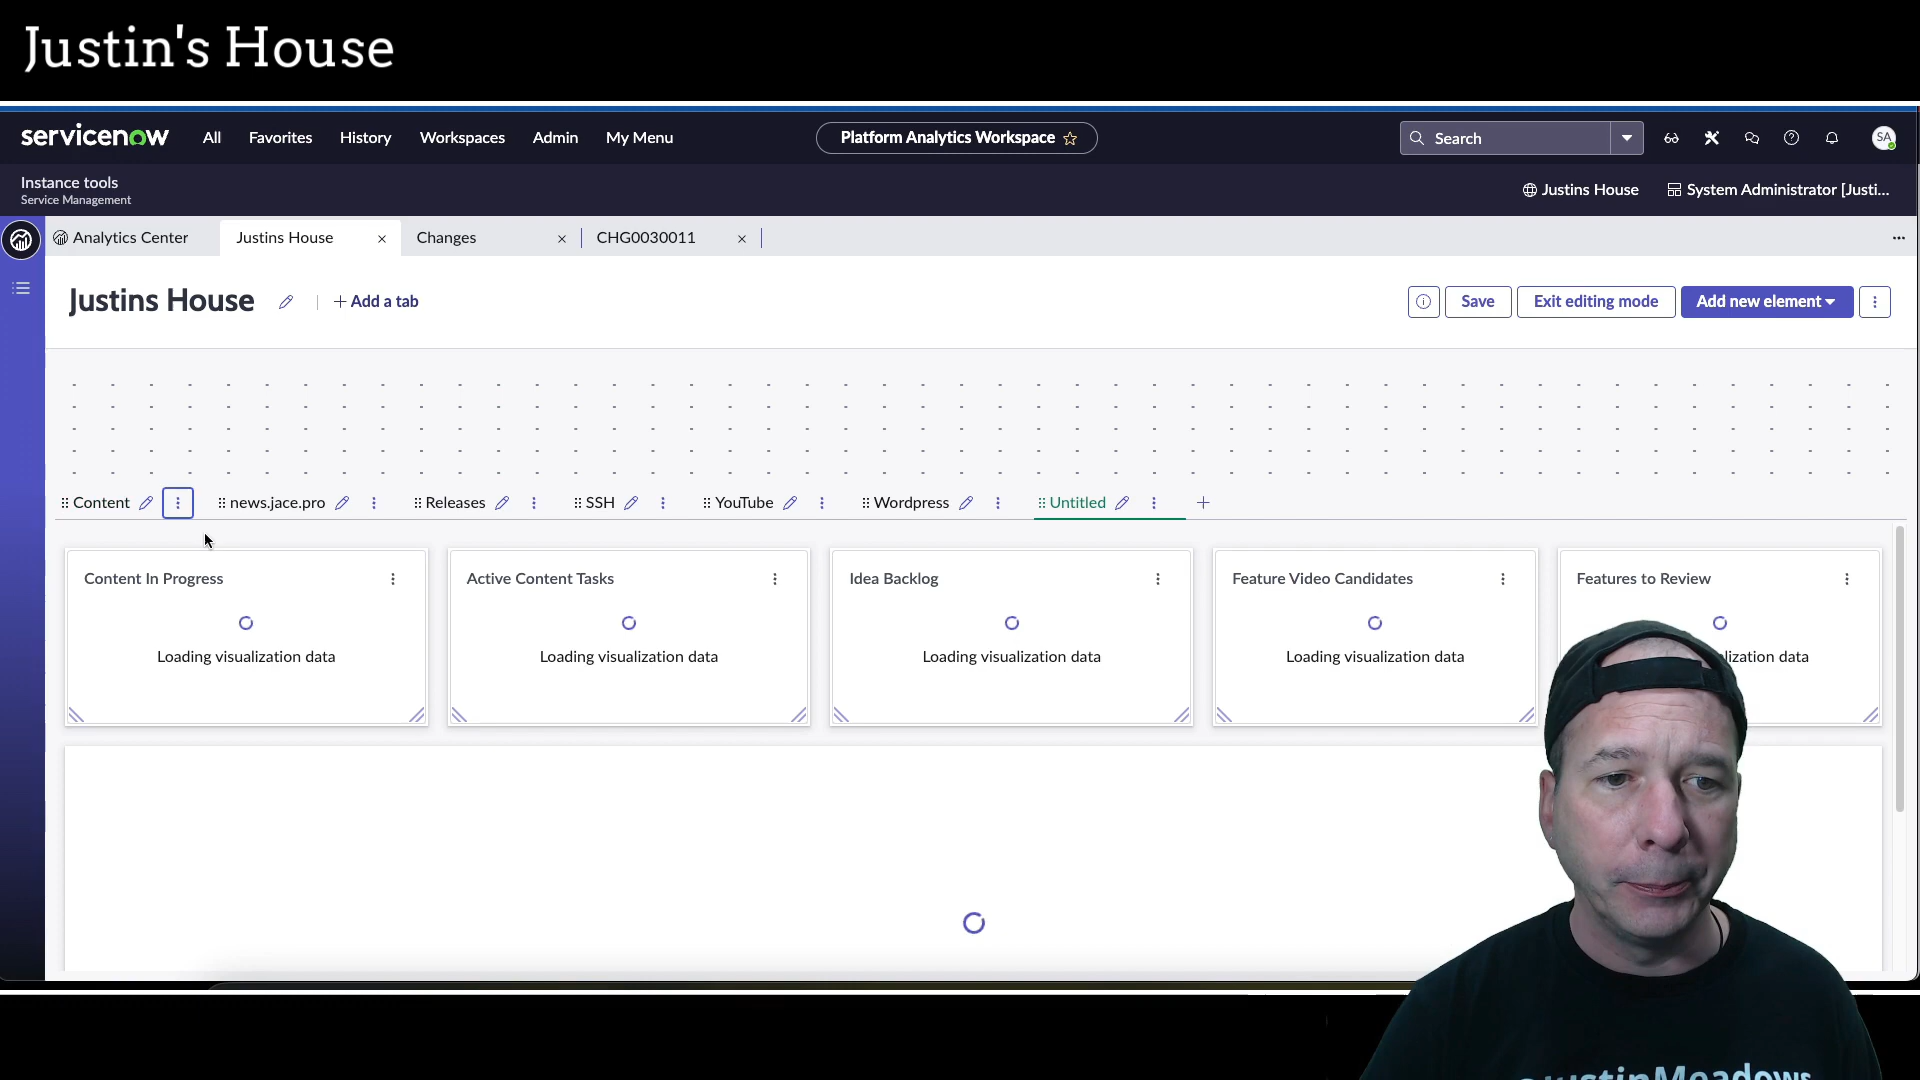 Justin's House
servicenow All Favorites History Workspaces Admin My Menu Platform Analytics Workspace Search SA
Instance tools
Service Management
Justins House System Administrator [Justi...
Analytics Center Justins House Changes CHG0030011
Justins House + Add a tab Save Exit editing mode Add new element
Content news.jace.pro Releases SSH YouTube Wordpress Untitled
Content In Progress Active Content Tasks Idea Backlog Feature Video Candidates Features to Review
Loading visualization data Loading visualization data Loading visualization data Loading visualization data data
JustinMeadows